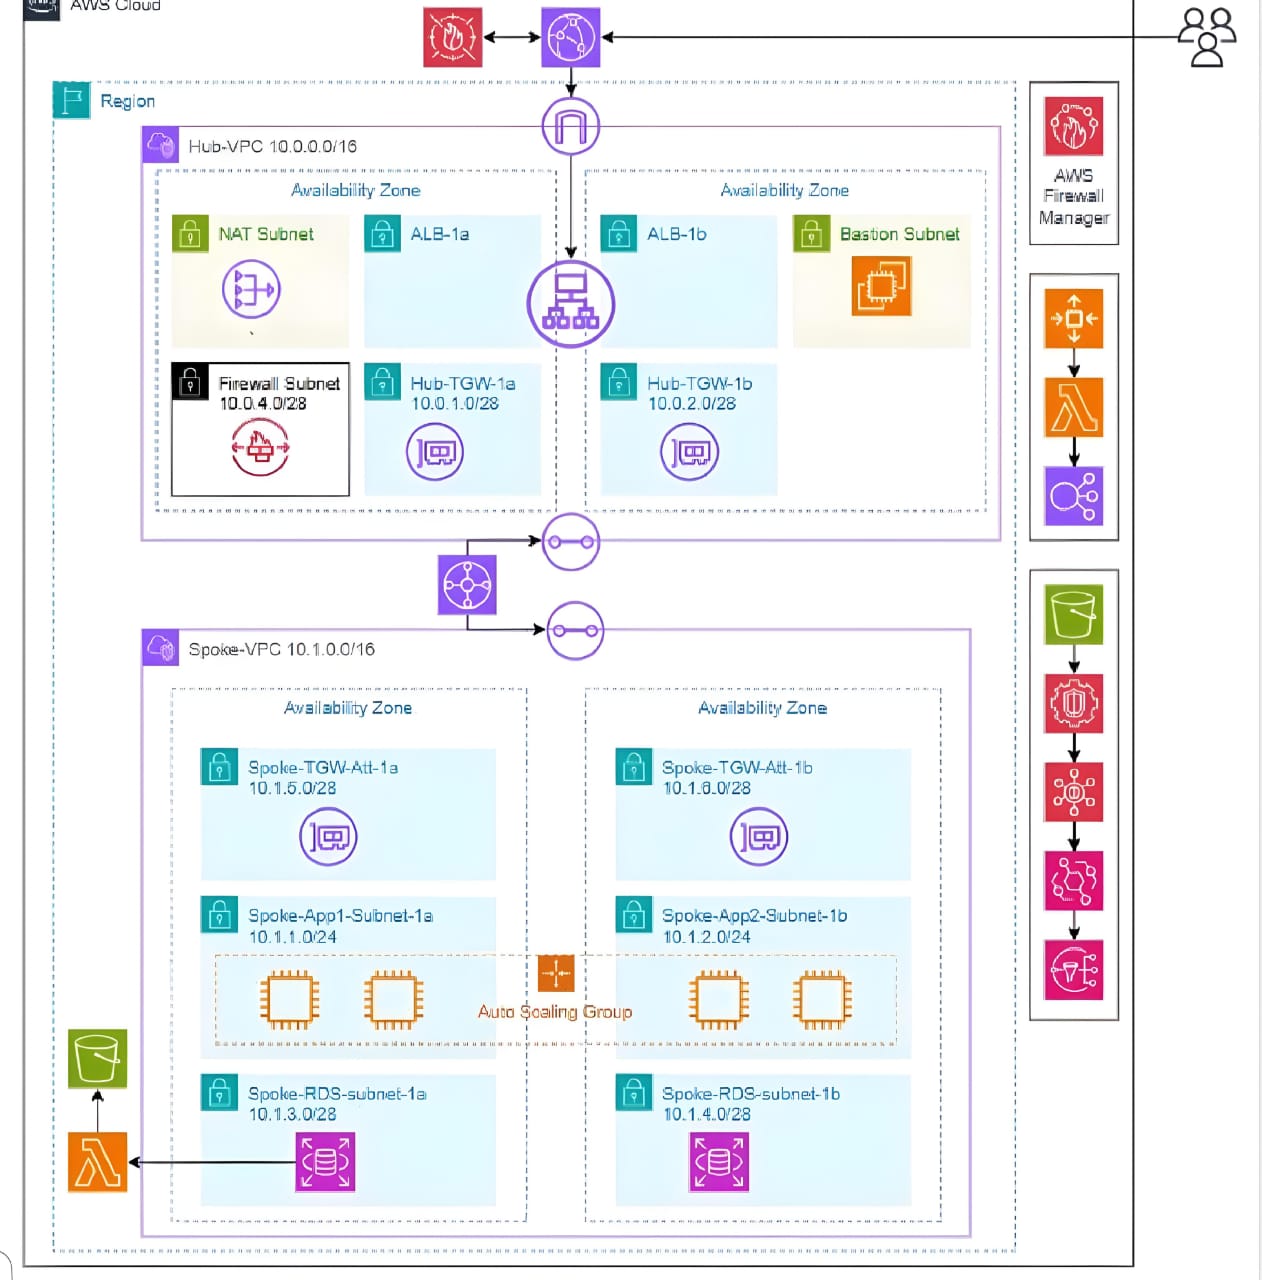 AWS Cloud
Region
Hub-VPC 10.0.0.0/16
Availability Zone
Availability Zone
NAT Subnet
ALB-1a
ALB-1b
Bastion Subnet
Firewall Subnet
10.0.4.0/28
Hub-TGW-1a
10.0.1.0/28
Hub-TGW-1b
10.0.2.0/28
AWS
Firewall
Manager
Spoke-VPC 10.1.0.0/16
Availability Zone
Availability Zone
Spoke-TGW-Att-1a
10.1.5.0/28
Spoke-TGW-Att-1b
10.1.6.0/28
Spoke-App1-Subnet-1a
10.1.1.0/24
Spoke-App2-Subnet-1b
10.1.2.0/24
Auto Scaling Group
Spoke-RDS-subnet-1a
10.1.3.0/28
Spoke-RDS-subnet-1b
10.1.4.0/28